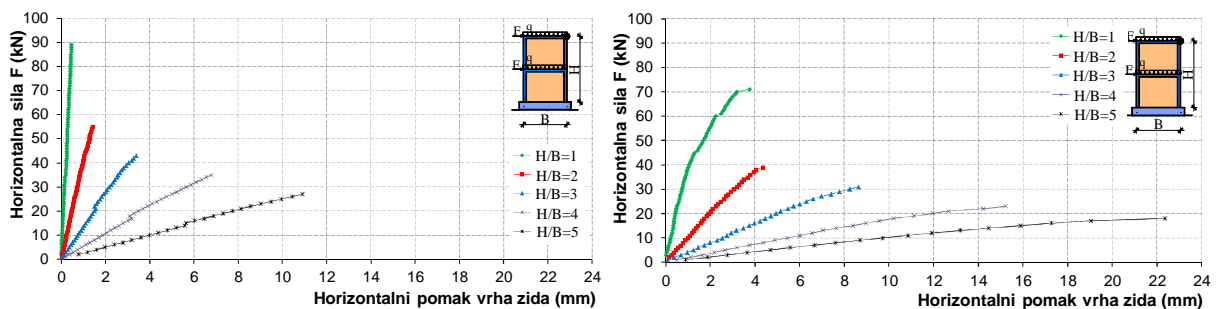 Horizontalna sila F (kN)
100
90
80
70
60
50
40
30
20
10
0
0 2 4 6 8 10 12 14 16 18 20 22 24
Horizontalni pomak vrha zida (mm)
q
F
F
H
B
H/B=1
H/B=2
H/B=3
H/B=4
H/B=5
Horizontalna sila F (kN)
100
90
80
70
60
50
40
30
20
10
0
0 2 4 6 8 10 12 14 16 18 20 22 24
Horizontalni pomak vrha zida (mm)
H/B=1
H/B=2
H/B=3
H/B=4
H/B=5
q
F
F
H
B